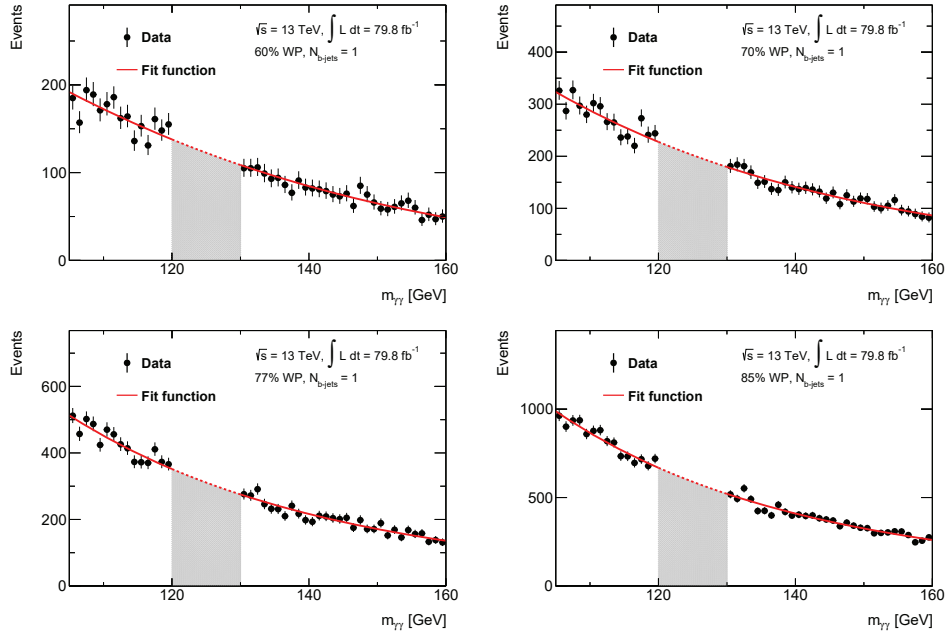 Events
√s = 13 TeV, ∫ L dt = 79.8 fb⁻¹
60% WP, N_b-jets = 1
Data
Fit function
200
100
0
120
140
160
m_γγ [GeV]
Events
√s = 13 TeV, ∫ L dt = 79.8 fb⁻¹
70% WP, N_b-jets = 1
Data
Fit function
400
300
200
100
0
120
140
160
m_γγ [GeV]
Events
√s = 13 TeV, ∫ L dt = 79.8 fb⁻¹
77% WP, N_b-jets = 1
Data
Fit function
600
400
200
0
120
140
160
m_γγ [GeV]
Events
√s = 13 TeV, ∫ L dt = 79.8 fb⁻¹
85% WP, N_b-jets = 1
Data
Fit function
1000
500
0
120
140
160
m_γγ [GeV]